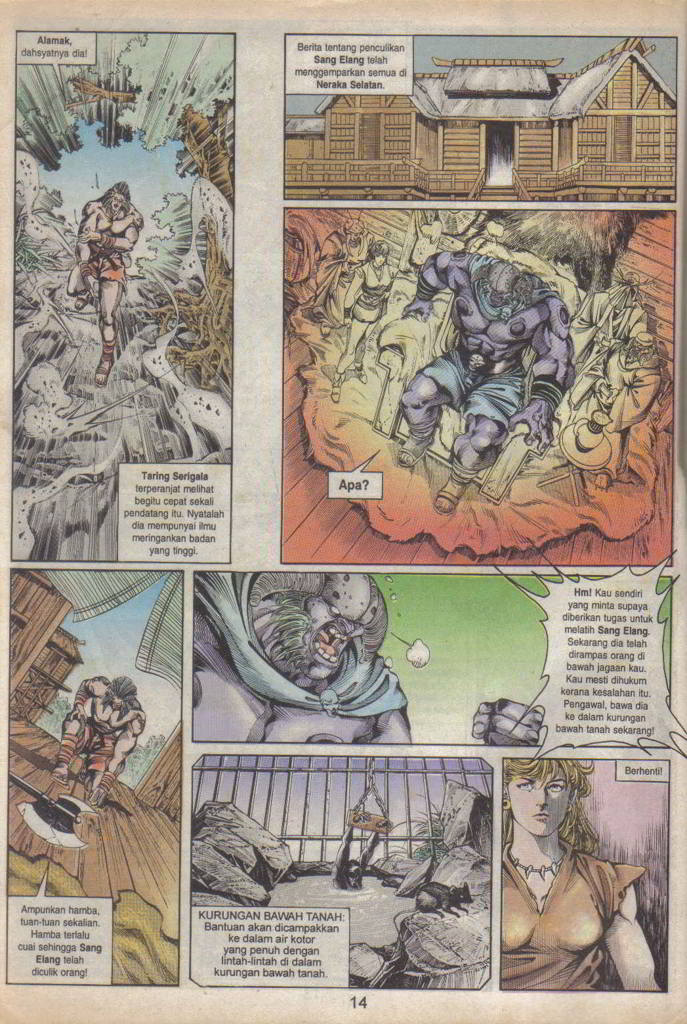 Alamak,
dahsyatnya dia!
Taring Serigala
terperanjat melihat
begitu cepat sekali
pendatang itu. Nyatalah
dia mempunyai ilmu
meringankan badan
yang tinggi.
Berita tentang penculikan
Sang Elang telah
menggemparkan semua di
Neraka Selatan.
Apa?
Ampunkan hamba,
tuan-tuan sekalian.
Hamba terlalu
cuai sehingga Sang
Elang telah
diculik orang!
Hm! Kau sendiri
yang minta supaya
diberikan tugas untuk
melatih Sang Elang.
Sekarang dia telah
dirampas orang di
bawah jagaan kau.
Kau mesti dihukum
kerana kesalahan itu.
Pengawal, bawa dia
ke dalam kurungan
bawah tanah sekarang!
KURUNGAN BAWAH TANAH:
Bantuan akan dicampakkan
ke dalam air kotor
yang penuh dengan
lintah-lintah di dalam
kurungan bawah tanah.
Berhenti!
14